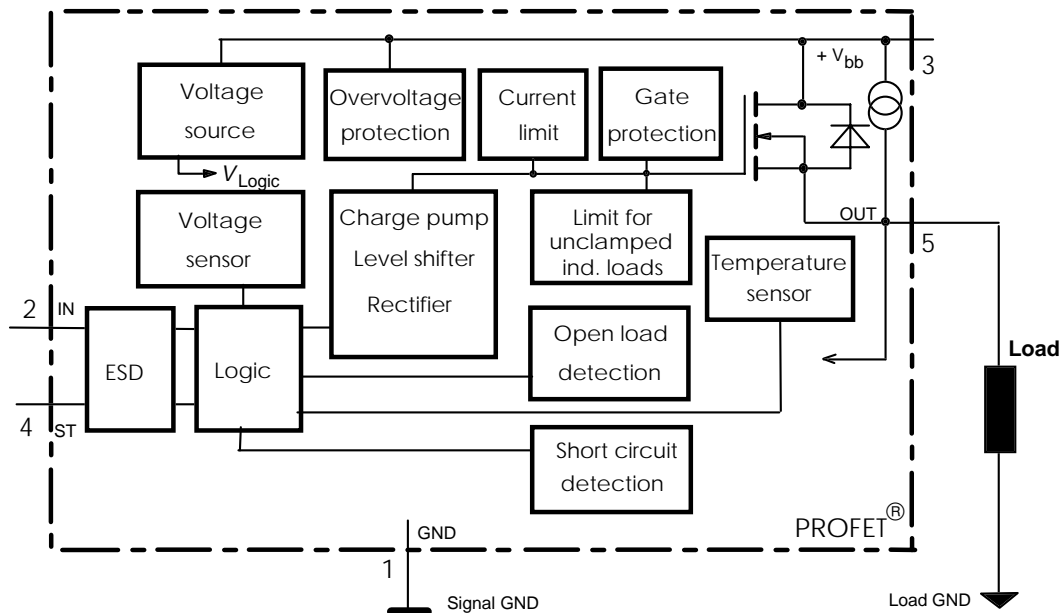 + Vbb
3
Voltage
source
Overvoltage
protection
Current
limit
Gate
protection
VLogic
Voltage
sensor
Charge pump
Level shifter
Rectifier
Limit for
unclamped
ind. loads
OUT
5
Temperature
sensor
2
IN
ESD
Logic
Open load
detection
Load
4
ST
Short circuit
detection
PROFET®
GND
1
Signal GND
Load GND